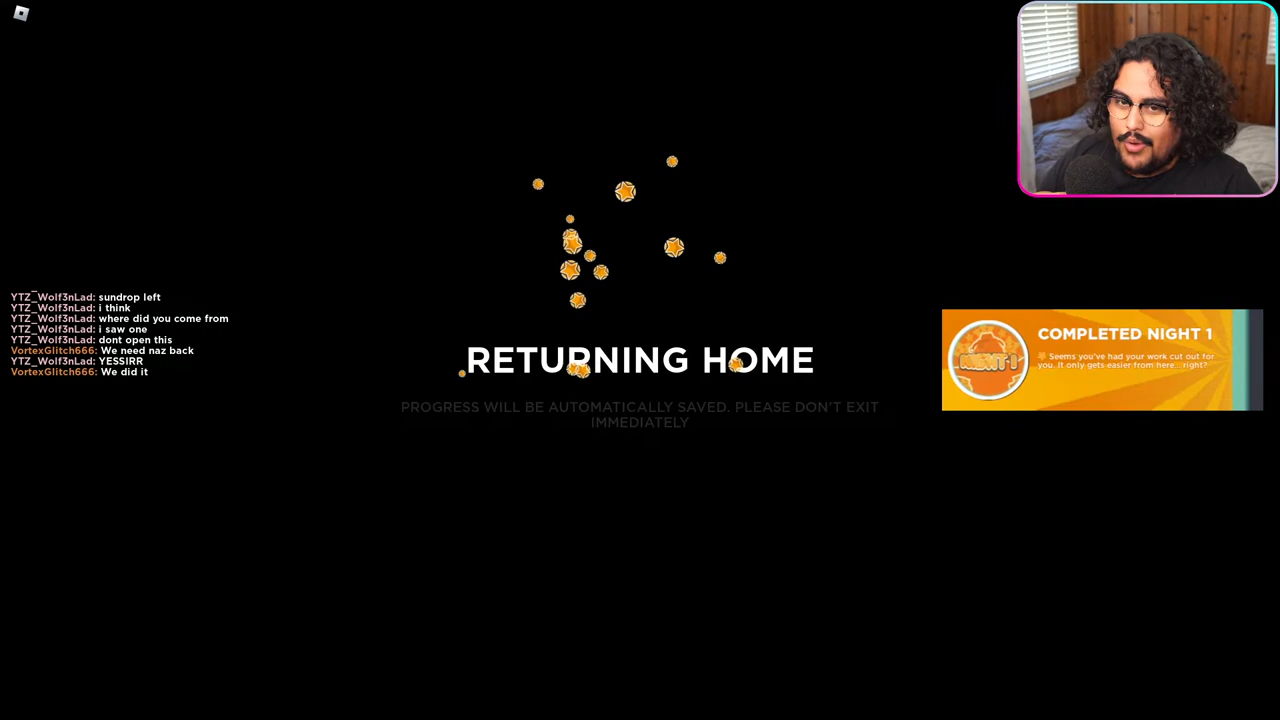 YTZ_Wolf3nLad: sundrop left
YTZ_Wolf3nLad: i think
YTZ_Wolf3nLad: where did you come from
YTZ_Wolf3nLad: i saw one
YTZ_Wolf3nLad: dont open this
VortexGlitch666: We need naz back
YTZ_Wolf3nLad: YESSIRR
VortexGlitch666: We did it
RETURNING HOME
PROGRESS WILL BE AUTOMATICALLY SAVED. PLEASE DON'T EXIT
IMMEDIATELY
NIGHT 1
COMPLETED NIGHT 1
Seems you've had your work cut out for
you. It only gets easier from here... right?